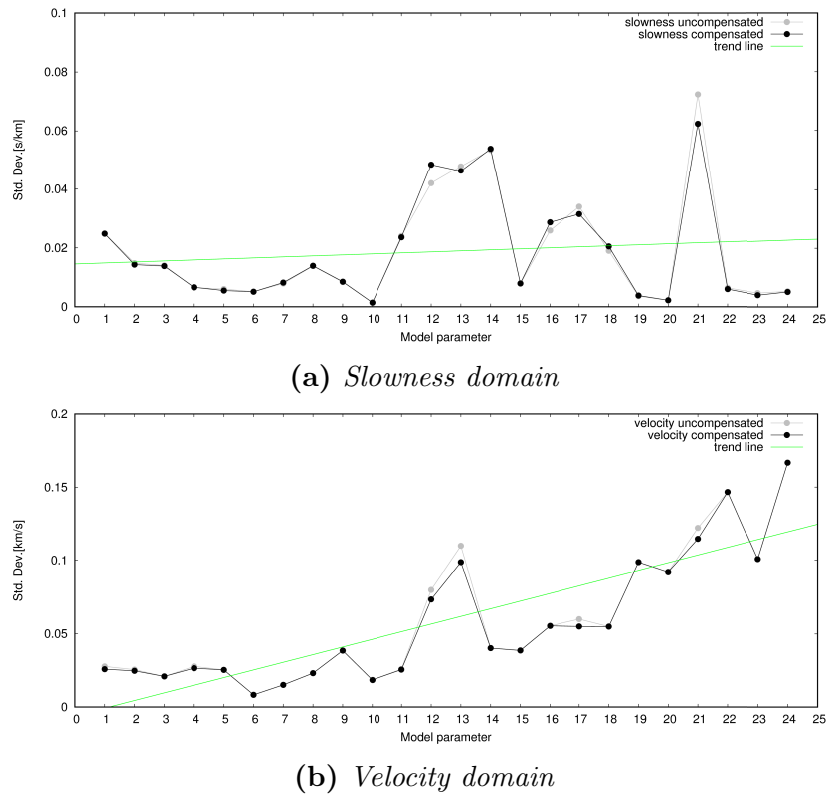 0.1
0.08
0.06
0.04
0.02
0
Std. Dev.[s/km]
slowness uncompensated
slowness compensated
trend line
0 1 2 3 4 5 6 7 8 9 10 11 12 13 14 15 16 17 18 19 20 21 22 23 24 25
Model parameter
(a) Slowness domain
0.2
0.15
0.1
0.05
0
Std. Dev.[km/s]
velocity uncompensated
velocity compensated
trend line
0 1 2 3 4 5 6 7 8 9 10 11 12 13 14 15 16 17 18 19 20 21 22 23 24 25
Model parameter
(b) Velocity domain